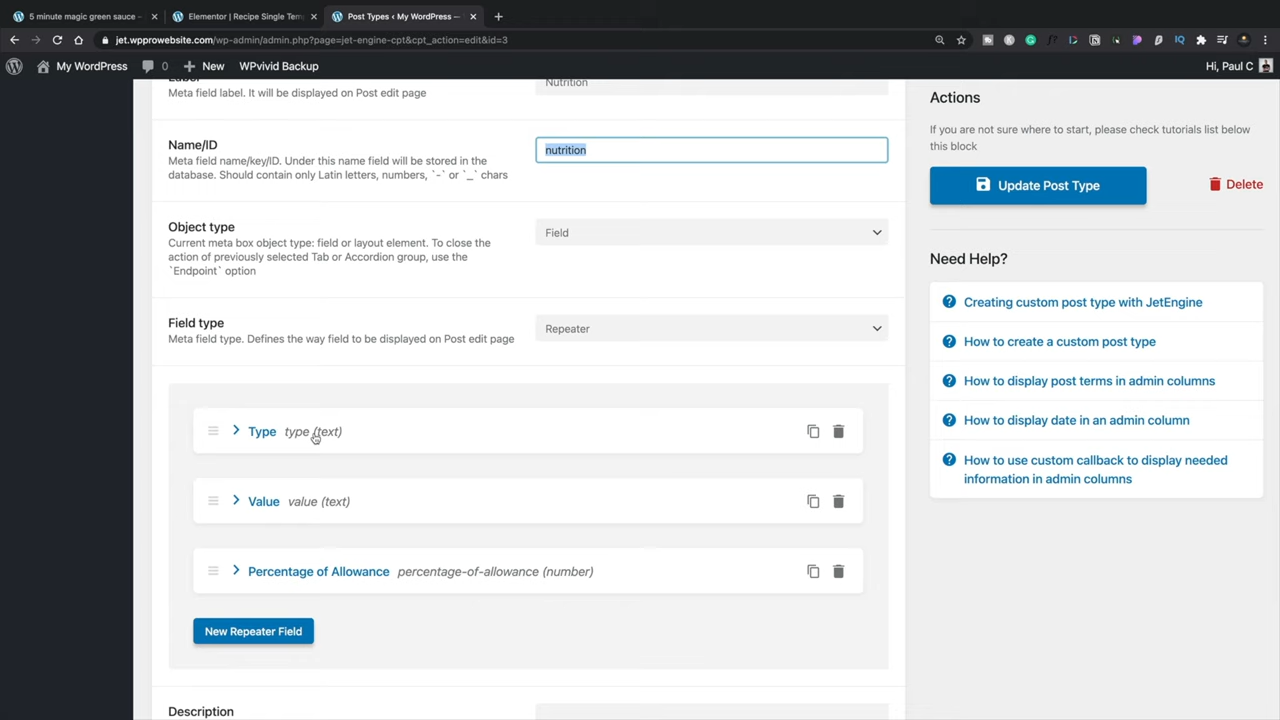 5 minute magic green sauce -
Elementor | Recipe Single Tem
Post Types ‹ My WordPress —
jet.wpprowebsite.com/wp-admin/admin.php?page=jet-engine-cpt&cpt_action=edit&id=3
My WordPress 0 New WPvivid Backup Hi, Paul C
Label
Meta field label. It will be displayed on Post edit page
Nutrition
Name/ID
Meta field name/key/ID. Under this name field will be stored in the
database. Should contain only Latin letters, numbers, `-` or `_` chars
nutrition
Object type
Current meta box object type: field or layout element. To close the
action of previously selected Tab or Accordion group, use the
`Endpoint` option
Field
Field type
Meta field type. Defines the way field to be displayed on Post edit page
Repeater
Type type (text)
Value value (text)
Percentage of Allowance percentage-of-allowance (number)
New Repeater Field
Description
Actions
If you are not sure where to start, please check tutorials list below
this block
Update Post Type
Delete
Need Help?
Creating custom post type with JetEngine
How to create a custom post type
How to display post terms in admin columns
How to display date in an admin column
How to use custom callback to display needed
information in admin columns